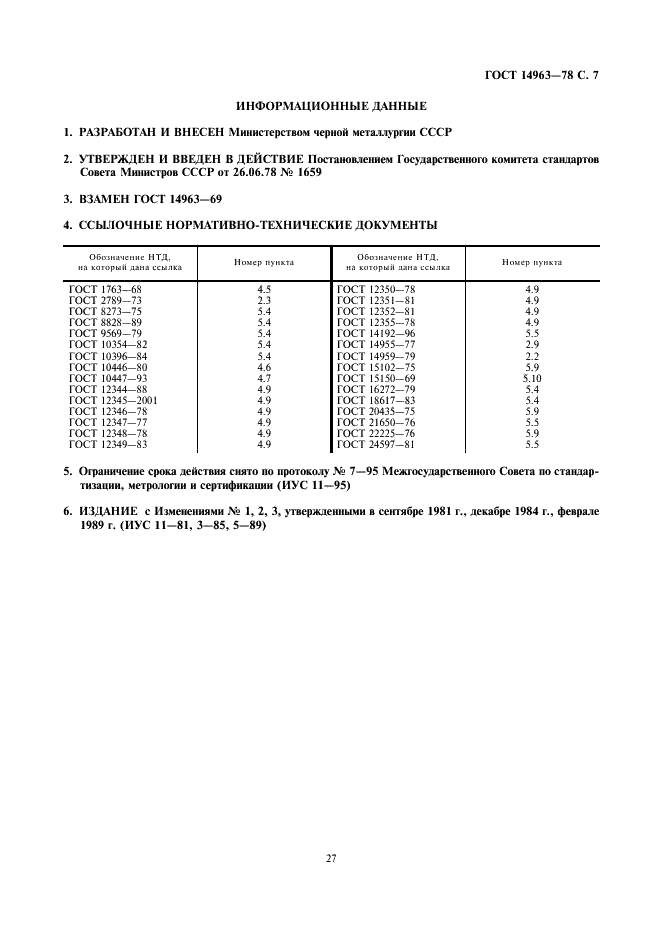 ГОСТ 14963—78 С. 7
ИНФОРМАЦИОННЫЕ ДАННЫЕ
1. РАЗРАБОТАН И ВНЕСЕН Министерством черной металлургии СССР
2. УТВЕРЖДЕН И ВВЕДЕН В ДЕЙСТВИЕ Постановлением Государственного комитета стандартов
Совета Министров СССР от 26.06.78 № 1659
3. ВЗАМЕН ГОСТ 14963—69
4. ССЫЛОЧНЫЕ НОРМАТИВНО-ТЕХНИЧЕСКИЕ ДОКУМЕНТЫ
Обозначение НТД, на который дана ссылка Номер пункта Обозначение НТД, на который дана ссылка Номер пункта
ГОСТ 1763—68 4.5 ГОСТ 12350—78 4.9
ГОСТ 2789—73 2.3 ГОСТ 12351—81 4.9
ГОСТ 8273—75 5.4 ГОСТ 12352—81 4.9
ГОСТ 8828—89 5.4 ГОСТ 12355—78 4.9
ГОСТ 9569—79 5.4 ГОСТ 14192—96 5.5
ГОСТ 10354—82 5.4 ГОСТ 14955—77 2.9
ГОСТ 10396—84 5.4 ГОСТ 14959—79 2.2
ГОСТ 10446—80 4.6 ГОСТ 15102—75 5.9
ГОСТ 10447—93 4.7 ГОСТ 15150—69 5.10
ГОСТ 12344—88 4.9 ГОСТ 16272—79 5.4
ГОСТ 12345—2001 4.9 ГОСТ 18617—83 5.4
ГОСТ 12346—78 4.9 ГОСТ 20435—75 5.9
ГОСТ 12347—77 4.9 ГОСТ 21650—76 5.5
ГОСТ 12348—78 4.9 ГОСТ 22225—76 5.9
ГОСТ 12349—83 4.9 ГОСТ 24597—81 5.5
5. Ограничение срока действия снято по протоколу № 7—95 Межгосударственного Совета по стандар-
тизации, метрологии и сертификации (ИУС 11—95)
6. ИЗДАНИЕ с Изменениями № 1, 2, 3, утвержденными в сентябре 1981 г., декабре 1984 г., феврале
1989 г. (ИУС 11—81, 3—85, 5—89)
27